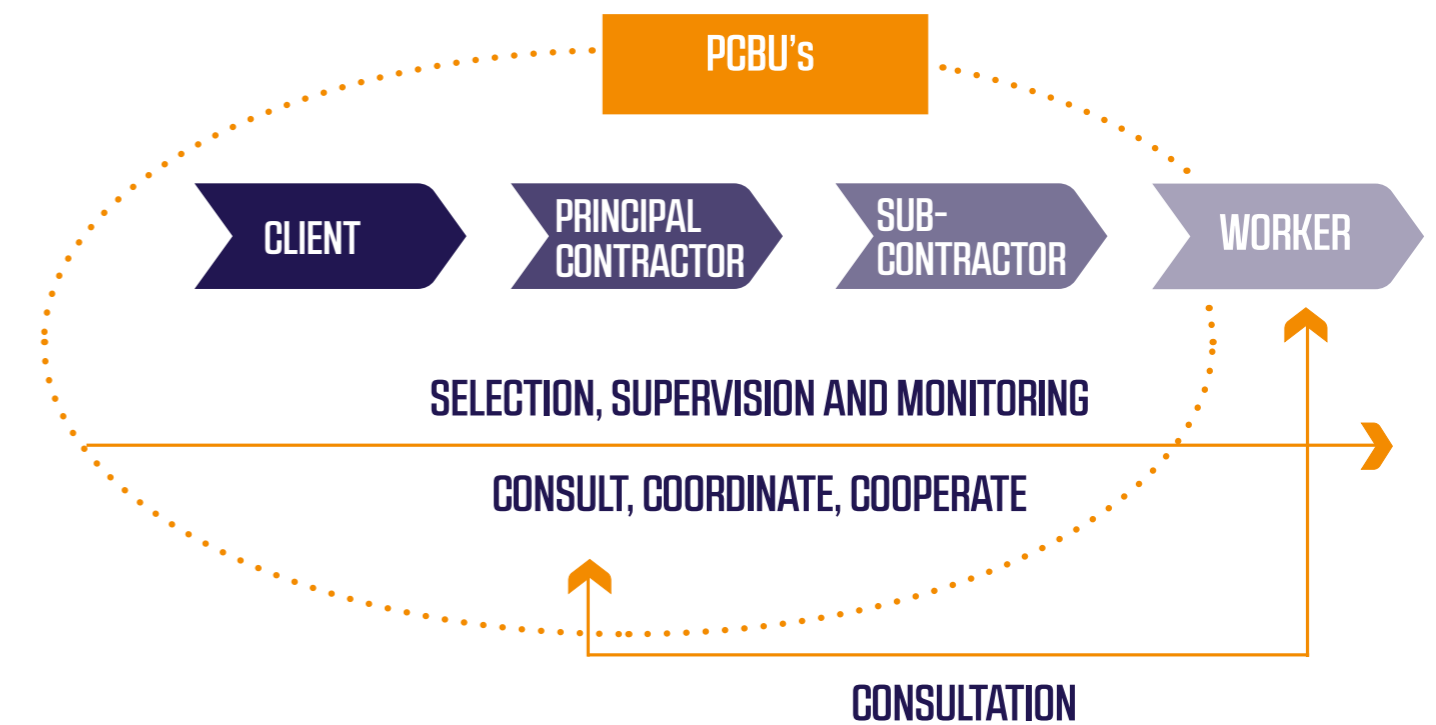 PCBU's
CLIENT
PRINCIPAL
CONTRACTOR
SUB-
CONTRACTOR
WORKER
SELECTION, SUPERVISION AND MONITORING
CONSULT, COORDINATE, COOPERATE
CONSULTATION